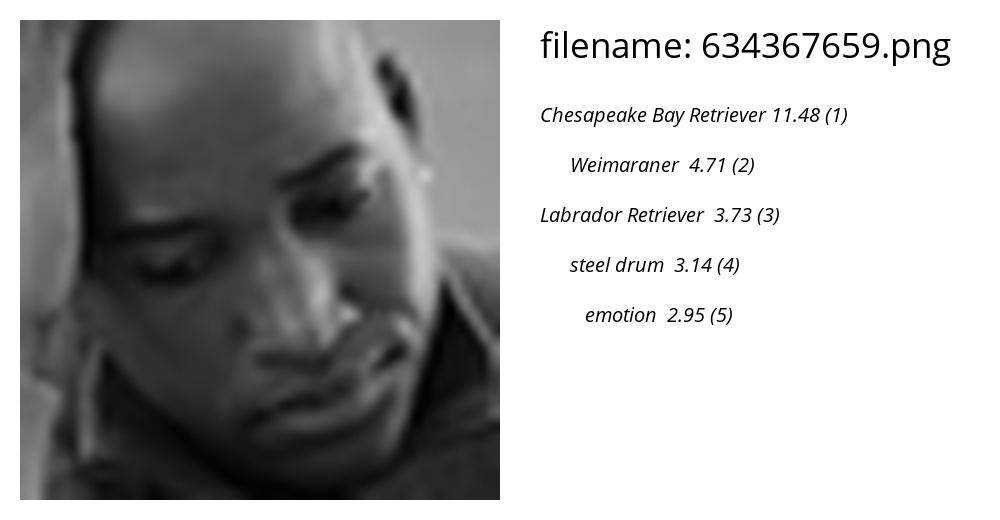 filename: 634367659.png
Chesapeake Bay Retriever 11.48 (1)
Weimaraner 4.71 (2)
Labrador Retriever 3.73 (3)
steel drum 3.14 (4)
emotion 2.95 (5)